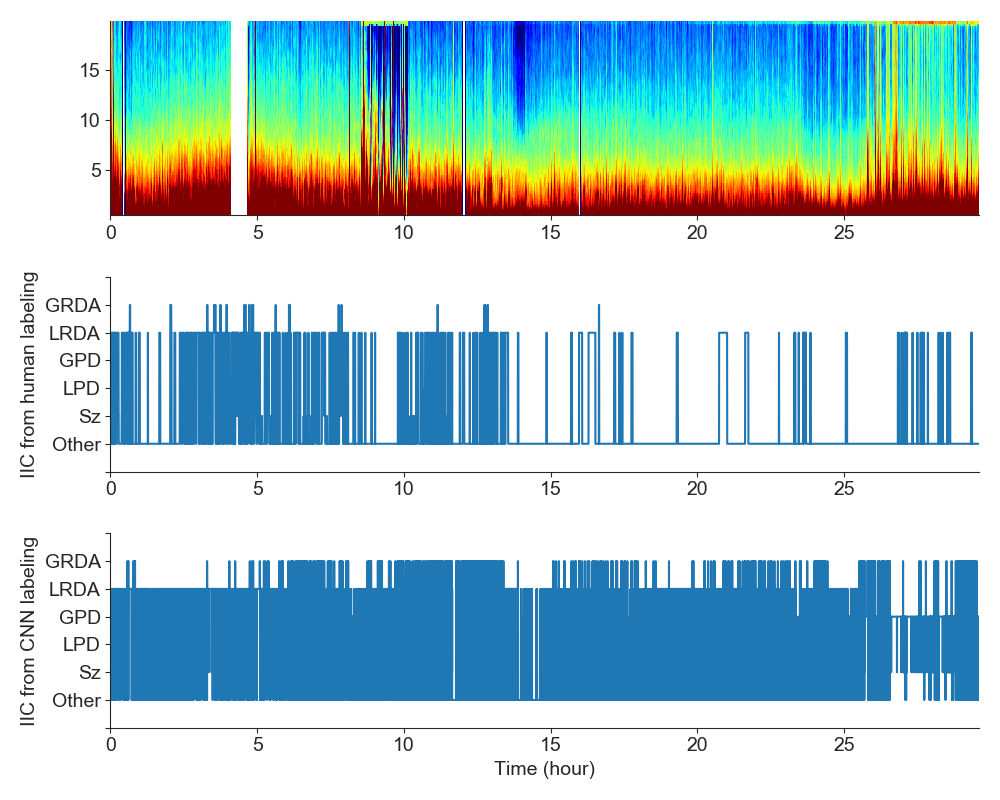 15
10
5
0 5 10 15 20 25
IIC from human labeling
GRDA
LRDA
GPD
LPD
Sz
Other
0 5 10 15 20 25
IIC from CNN labeling
GRDA
LRDA
GPD
LPD
Sz
Other
0 5 10 15 20 25
Time (hour)